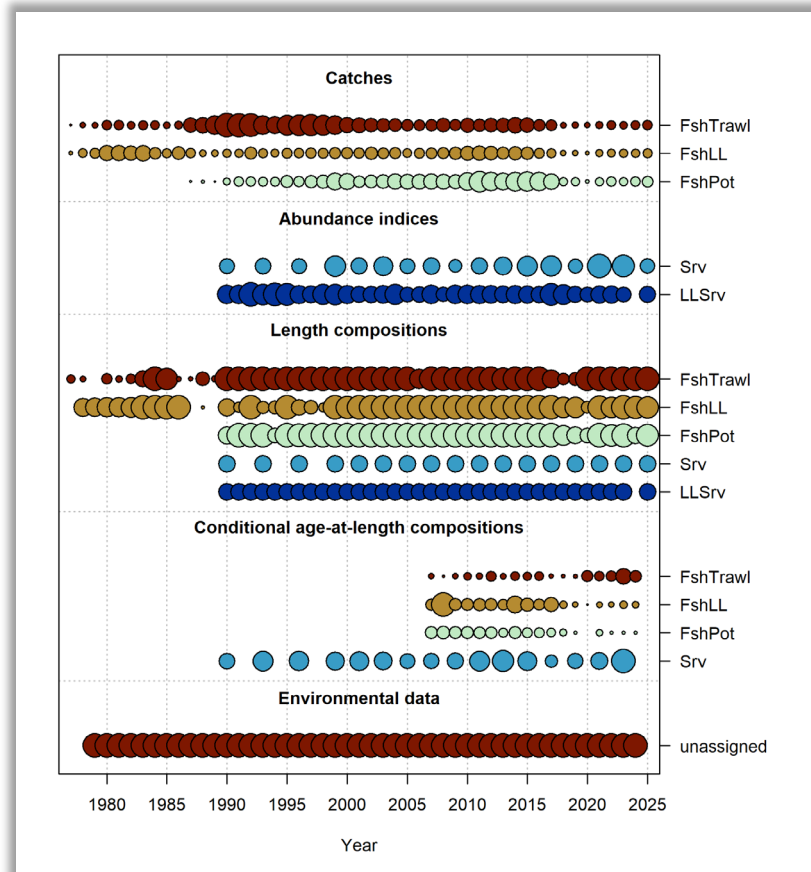 Catches
FshTrawl
FshLL
FshPot
Abundance indices
Srv
LLSrv
Length compositions
FshTrawl
FshLL
FshPot
Srv
LLSrv
Conditional age-at-length compositions
FshTrawl
FshLL
FshPot
Srv
Environmental data
unassigned
1980 1985 1990 1995 2000 2005 2010 2015 2020 2025
Year